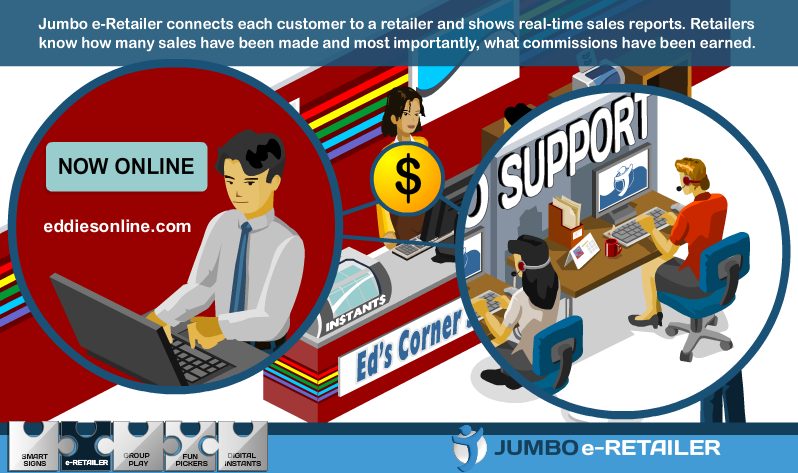 Jumbo e-Retailer connects each customer to a retailer and shows real-time sales reports. Retailers
know how many sales have been made and most importantly, what commissions have been earned.
NOW ONLINE
eddiesonline.com
$
SUPPORT
INSTANTS
Ed's Corner
SMART
SIGNS
e-RETAILER
GROUP
PLAY
FUN
PICKERS
DIGITAL
INSTANTS
JUMBO e-RETAILER